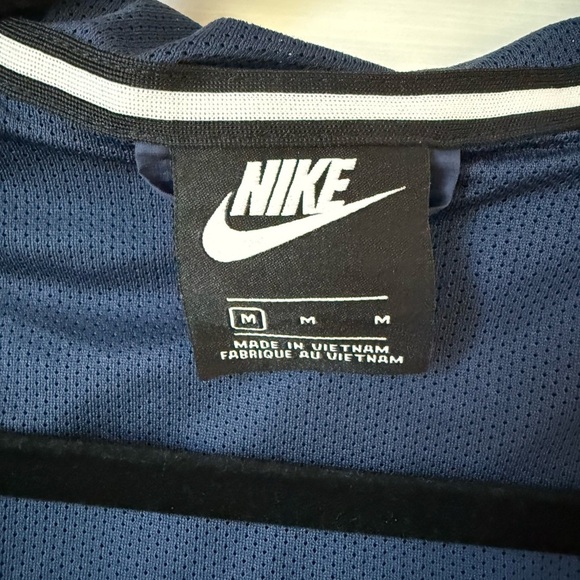 NIKE
M M M
MADE IN VIETNAM
FABRIQUE AU VIETNAM